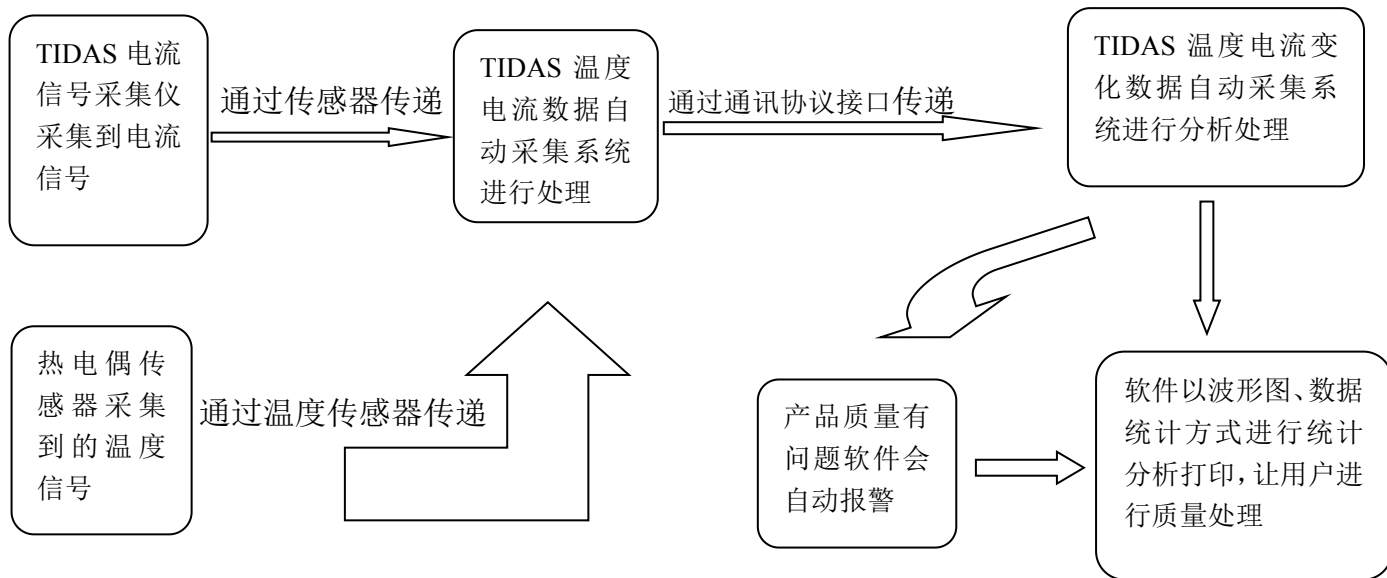 TIDAS 电流
信号采集仪
采集到电流
信号
通过传感器传递
TIDAS 温度
电流数据自
动采集系统
进行处理
通过通讯协议接口传递
TIDAS 温度电流变
化数据自动采集系
统进行分析处理
热电偶传
感器采集
到的温度
信号
通过温度传感器传递
产品质量有
问题软件会
自动报警
软件以波形图、数据
统计方式进行统计
分析打印，让用户进
行质量处理